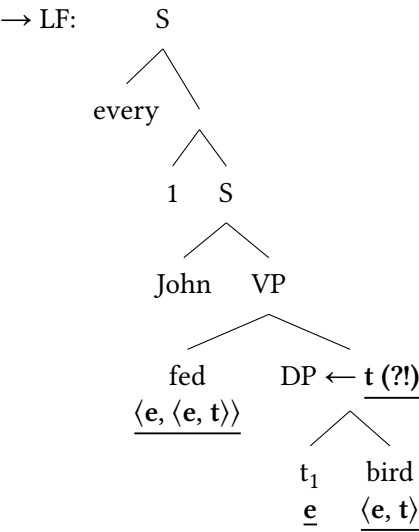 → LF: S
every
1 S
John VP
fed DP ← t (?!)
⟨e, ⟨e, t⟩⟩
t₁ bird
e ⟨e, t⟩